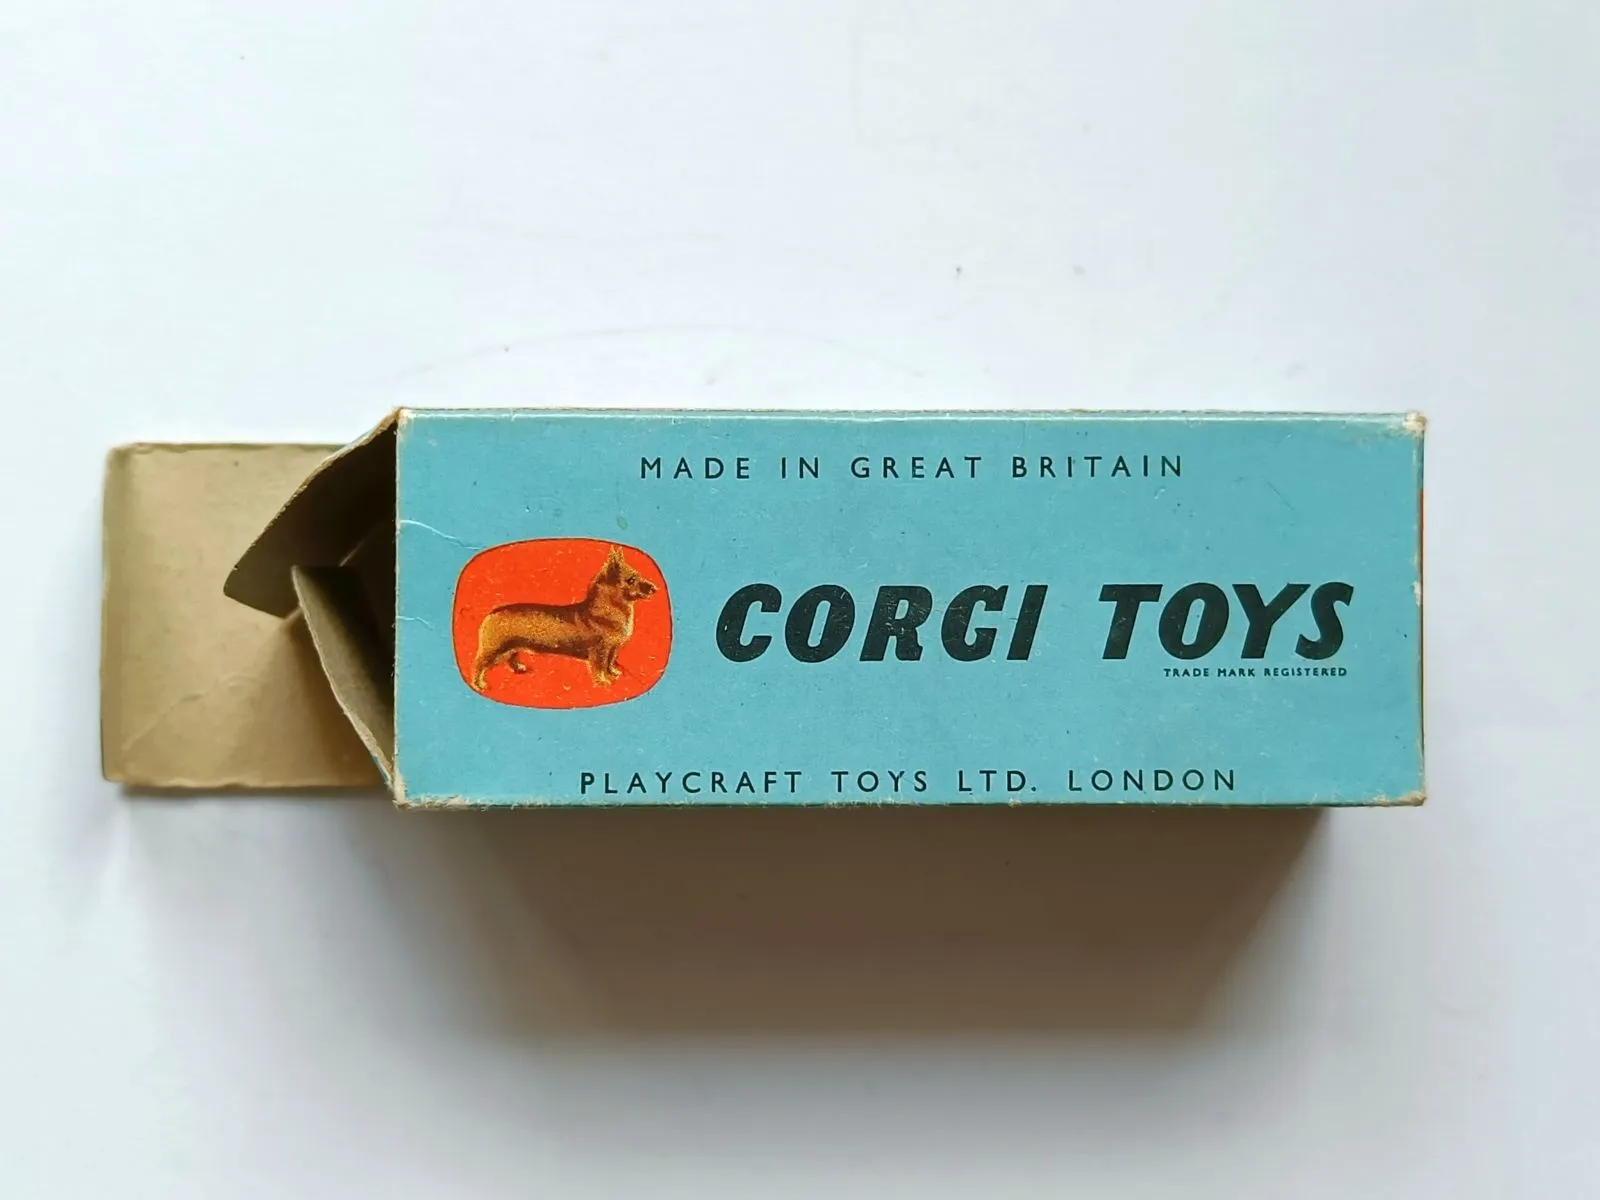 MADE IN GREAT BRITAIN
CORGI TOYS
TRADE MARK REGISTERED
PLAYCRAFT TOYS LTD. LONDON